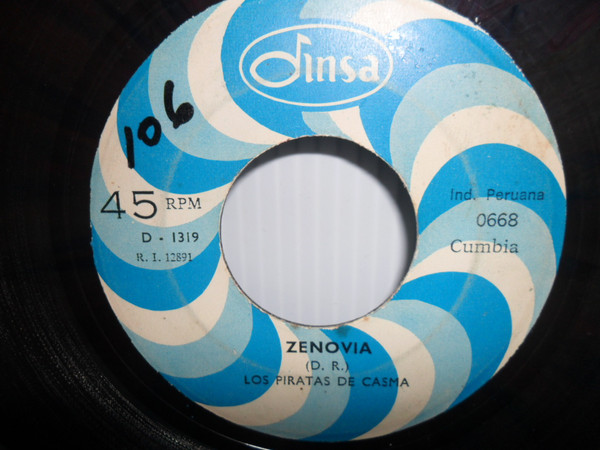 Dinsa
106
45 RPM
D - 1319
R. I. 12891
Ind. Peruana
0668
Cumbia
ZENOVIA
(D. R.)
LOS PIRATAS DE CASMA